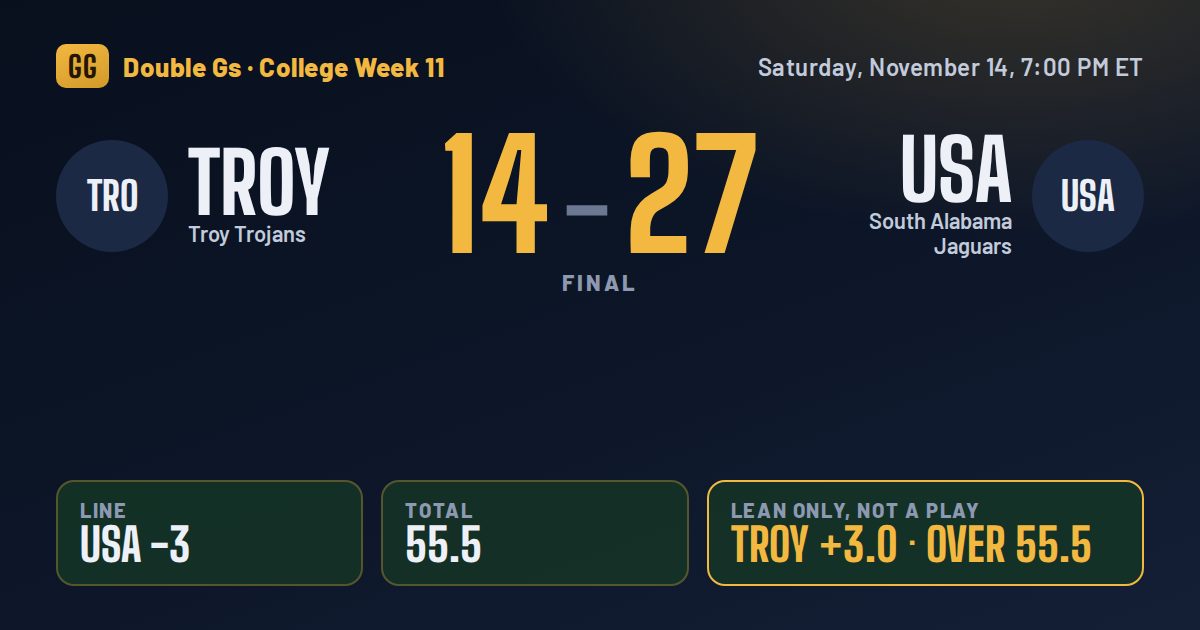 GG Double Gs · College Week 11
Saturday, November 14, 7:00 PM ET
TRO
TROY
Troy Trojans
14 – 27
FINAL
USA
South Alabama
Jaguars
USA
LINE
USA −3
TOTAL
55.5
LEAN ONLY, NOT A PLAY
TROY +3.0 · OVER 55.5